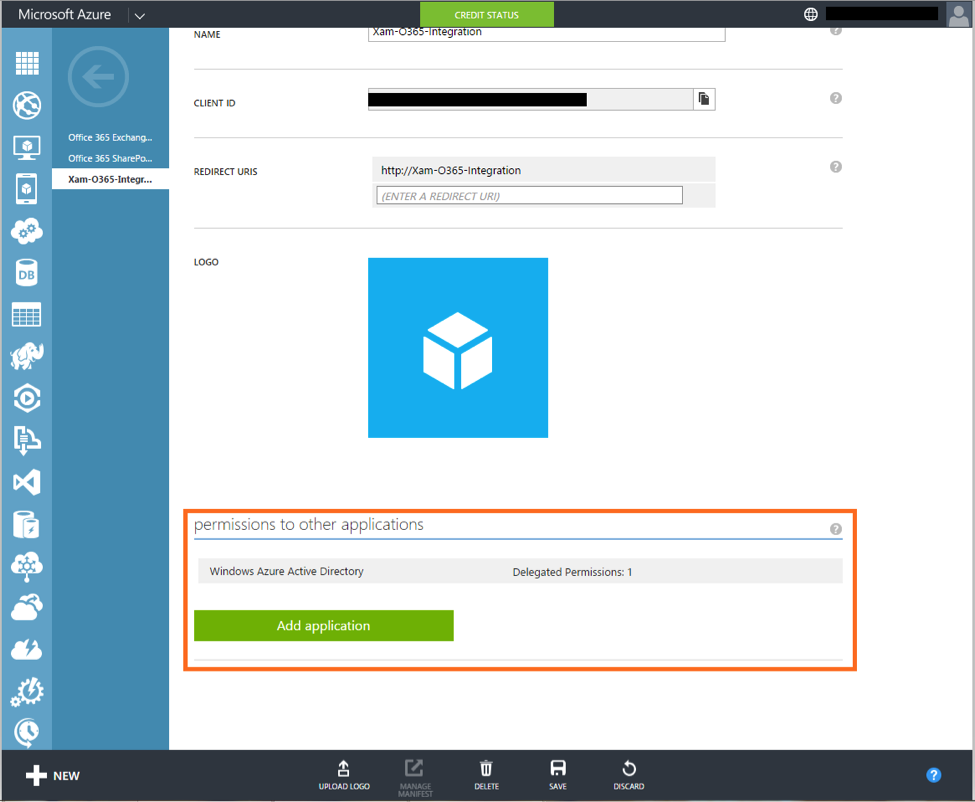 Microsoft Azure
CREDIT STATUS
NAME
Xam-O365-Integration
?
CLIENT ID
?
Office 365 Exchang...
Office 365 SharePo...
Xam-O365-Integr...
REDIRECT URIS
http://Xam-O365-Integration
?
(ENTER A REDIRECT URI)
LOGO
DB
permissions to other applications
?
Windows Azure Active Directory
Delegated Permissions: 1
Add application
NEW
UPLOAD LOGO
MANAGE
MANIFEST
DELETE
SAVE
DISCARD
?